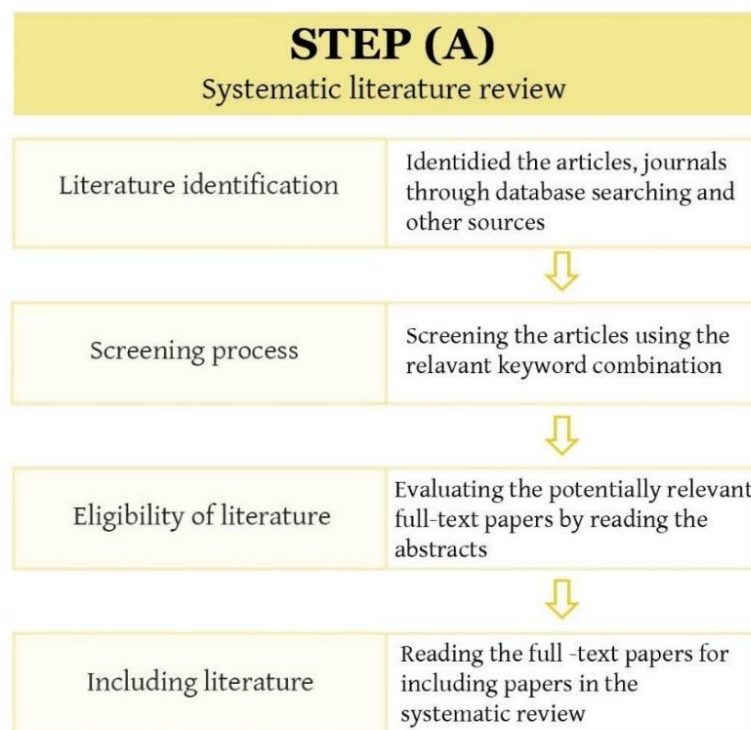 STEP (A)
Systematic literature review
Literature identification
Identidied the articles, journals
through database searching and
other sources
Screening process
Screening the articles using the
relavant keyword combination
Eligibility of literature
Evaluating the potentially relevant
full-text papers by reading the
abstracts
Including literature
Reading the full -text papers for
including papers in the
systematic review